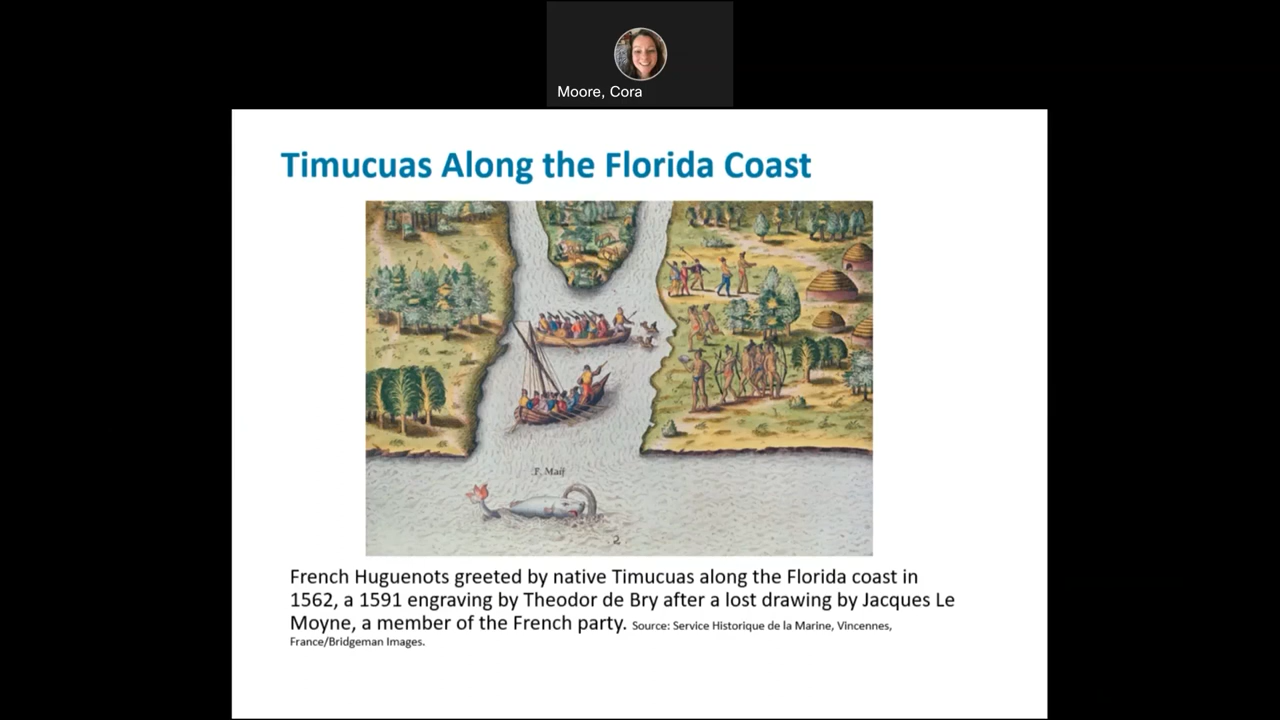 Moore, Cora
Timucuas Along the Florida Coast
F. Maij
2
French Huguenots greeted by native Timucuas along the Florida coast in
1562, a 1591 engraving by Theodor de Bry after a lost drawing by Jacques Le
Moyne, a member of the French party. Source: Service Historique de la Marine, Vincennes,
France/Bridgeman Images.